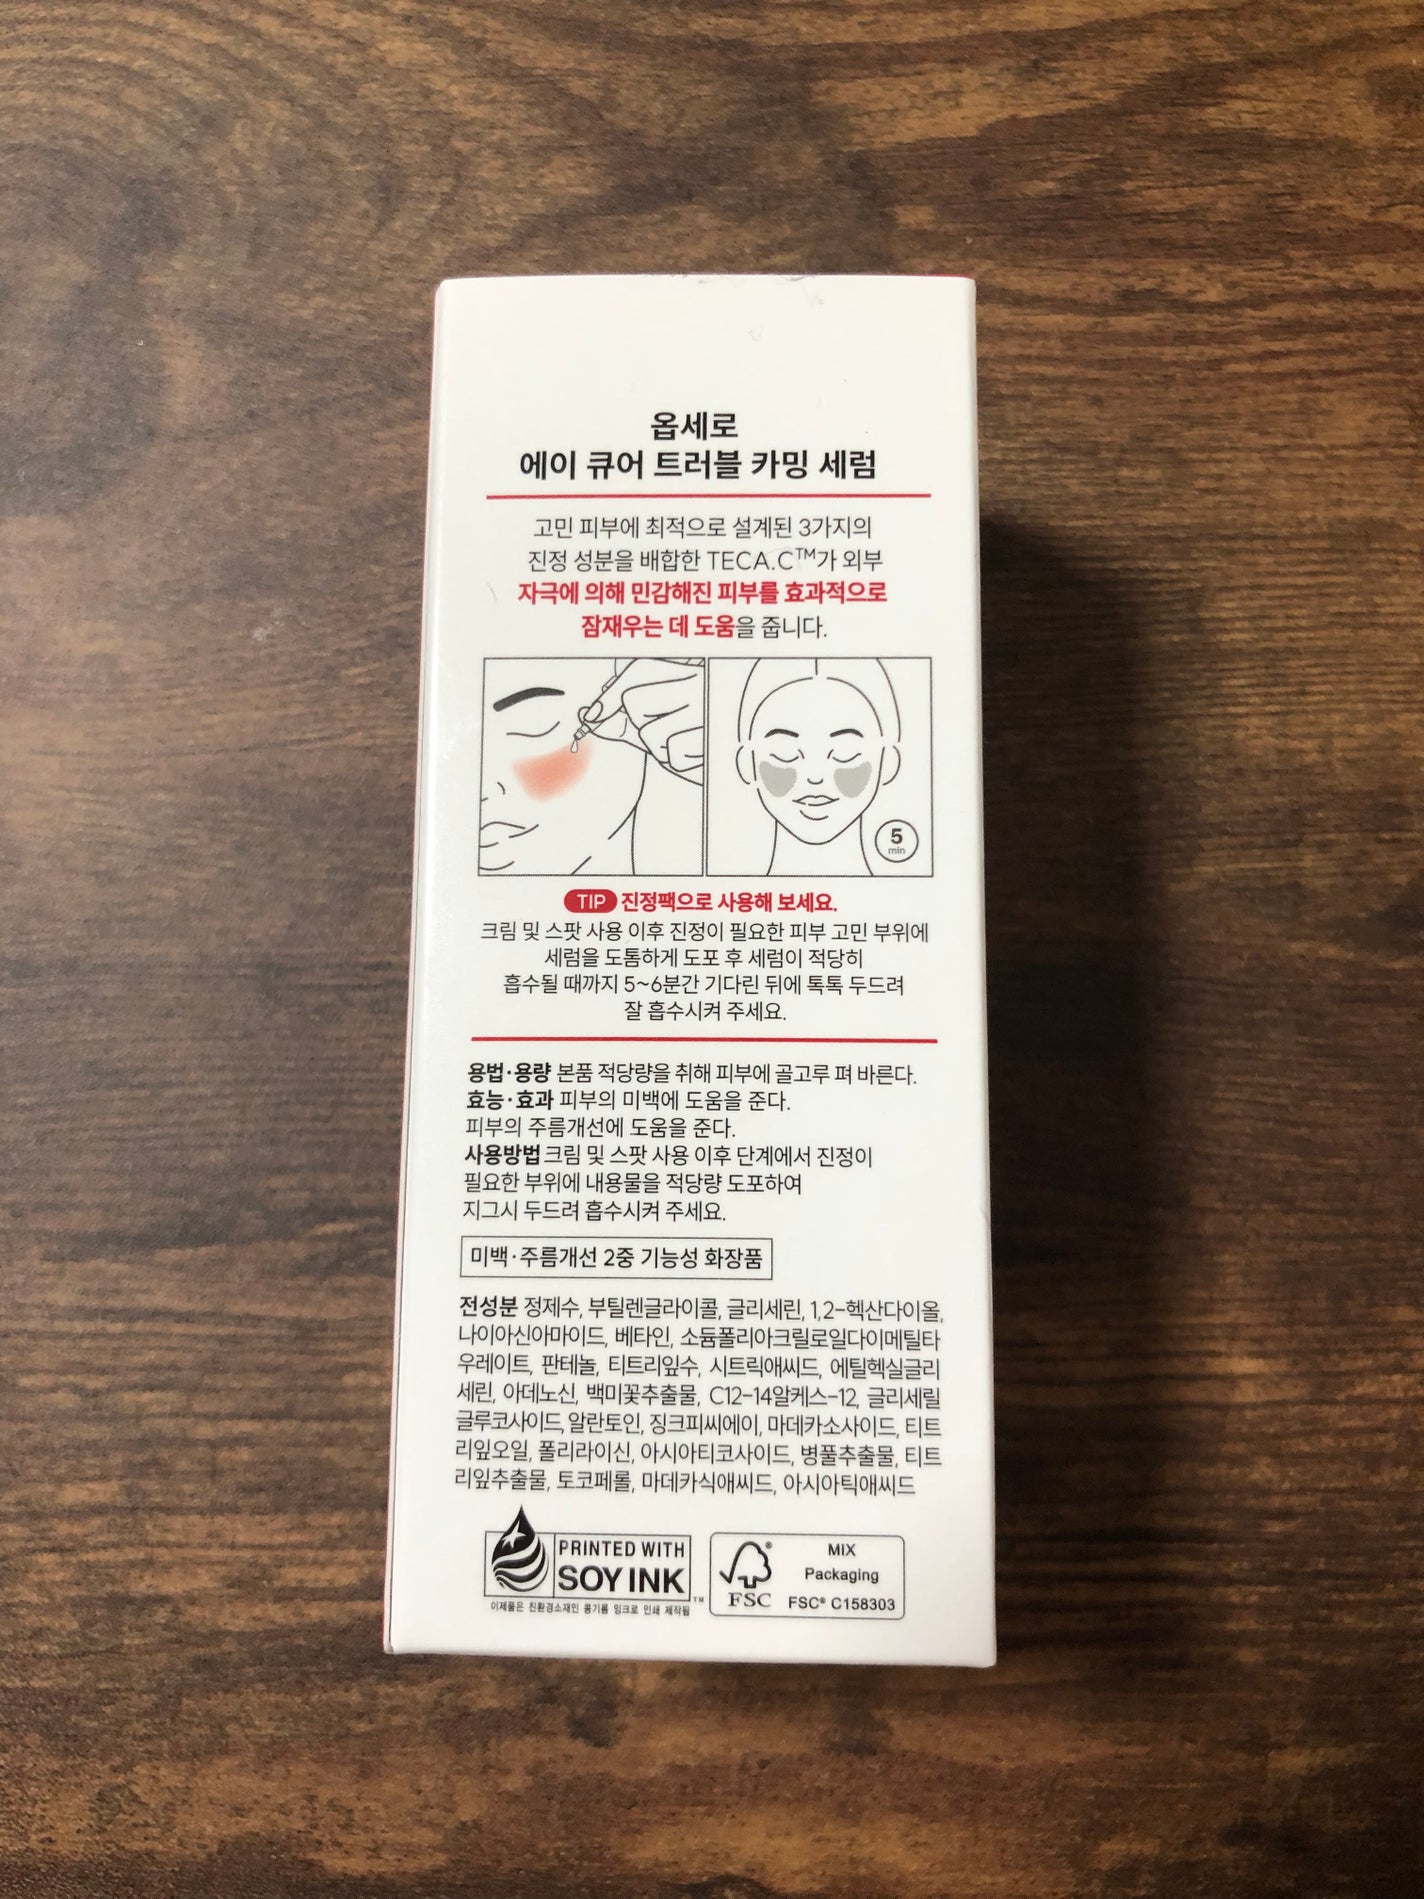 옵세로
에이 큐어 트러블 카밍 세럼
고민 피부에 최적으로 설계된 3가지의
진정 성분을 배합한 TECA.C™가 외부
자극에 의해 민감해진 피부를 효과적으로
잠재우는 데 도움을 줍니다.
5
min
TIP 진정팩으로 사용해 보세요.
크림 및 스팟 사용 이후 진정이 필요한 피부 고민 부위에
세럼을 도톰하게 도포 후 세럼이 적당히
흡수될 때까지 5~6분간 기다린 뒤에 톡톡 두드려
잘 흡수시켜 주세요.
용법·용량 본품 적당량을 취해 피부에 골고루 펴 바른다.
효능·효과 피부의 미백에 도움을 준다.
피부의 주름개선에 도움을 준다.
사용방법 크림 및 스팟 사용 이후 단계에서 진정이
필요한 부위에 내용물을 적당량 도포하여
지그시 두드려 흡수시켜 주세요.
미백·주름개선 2중 기능성 화장품
전성분 정제수, 부틸렌글라이콜, 글리세린, 1,2-헥산다이올,
나이아신아마이드, 베타인, 소듐폴리아크릴로일다이메틸타
우레이트, 판테놀, 티트리잎수, 시트릭애씨드, 에틸헥실글리
세린, 아데노신, 백미꽃추출물, C12-14알케스-12, 글리세릴
글루코사이드, 알란토인, 징크피씨에이, 마데카소사이드, 티트
리잎오일, 폴리라이신, 아시아티코사이드, 병풀추출물, 티트
리잎추출물, 토코페롤, 마데카식애씨드, 아시아틱애씨드
PRINTED WITH
SOY INK™
이제품은 친환경소재인 콩기름 잉크로 인쇄 제작됨
FSC®
MIX
Packaging
FSC® C158303